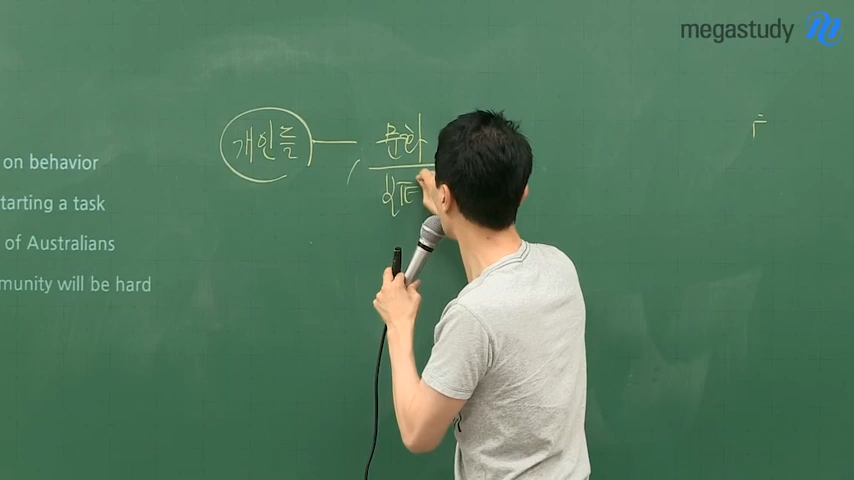 megastudy
개인들 문화
on behavior
tarting a task
of Australians
munity will be hard